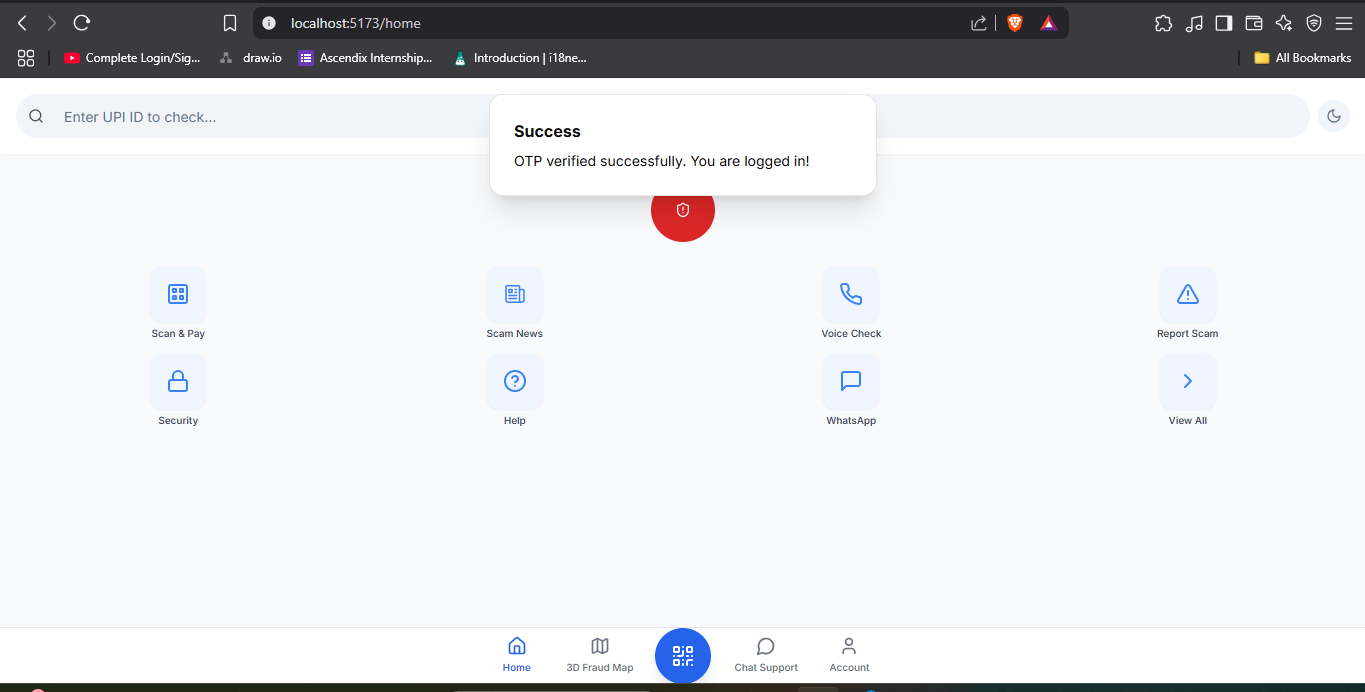 localhost:5173/home
Complete Login/Sig...
draw.io
Ascendix Internship...
Introduction | i18ne...
All Bookmarks
Enter UPI ID to check...
Success
OTP verified successfully. You are logged in!
Scan & Pay
Scam News
Voice Check
Report Scam
Security
Help
WhatsApp
View All
Home
3D Fraud Map
Chat Support
Account